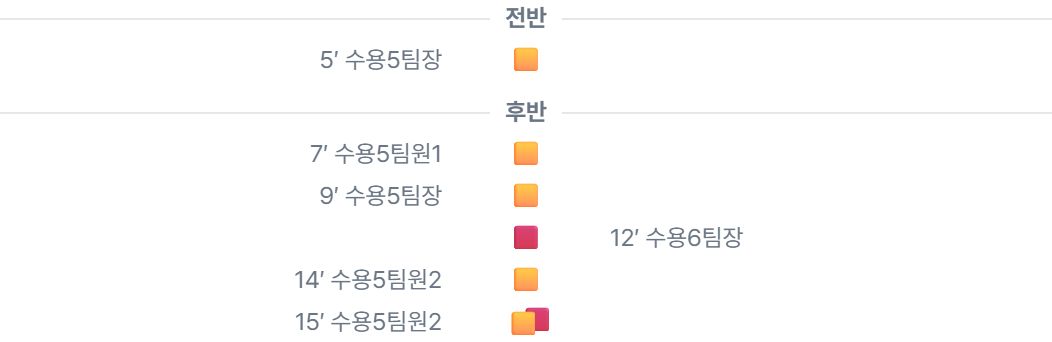 전반
5′ 수용5팀장
후반
7′ 수용5팀원1
9′ 수용5팀장
12′ 수용6팀장
14′ 수용5팀원2
15′ 수용5팀원2